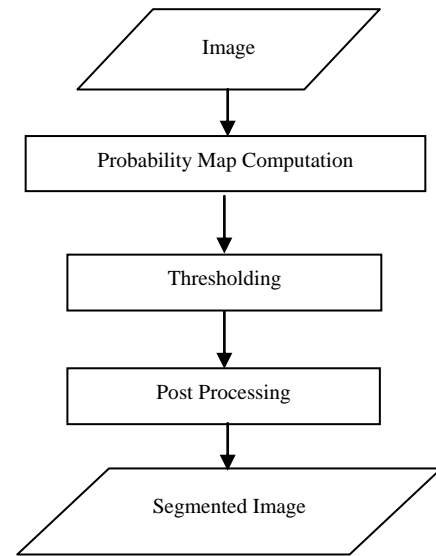 Image
Probability Map Computation
Thresholding
Post Processing
Segmented Image